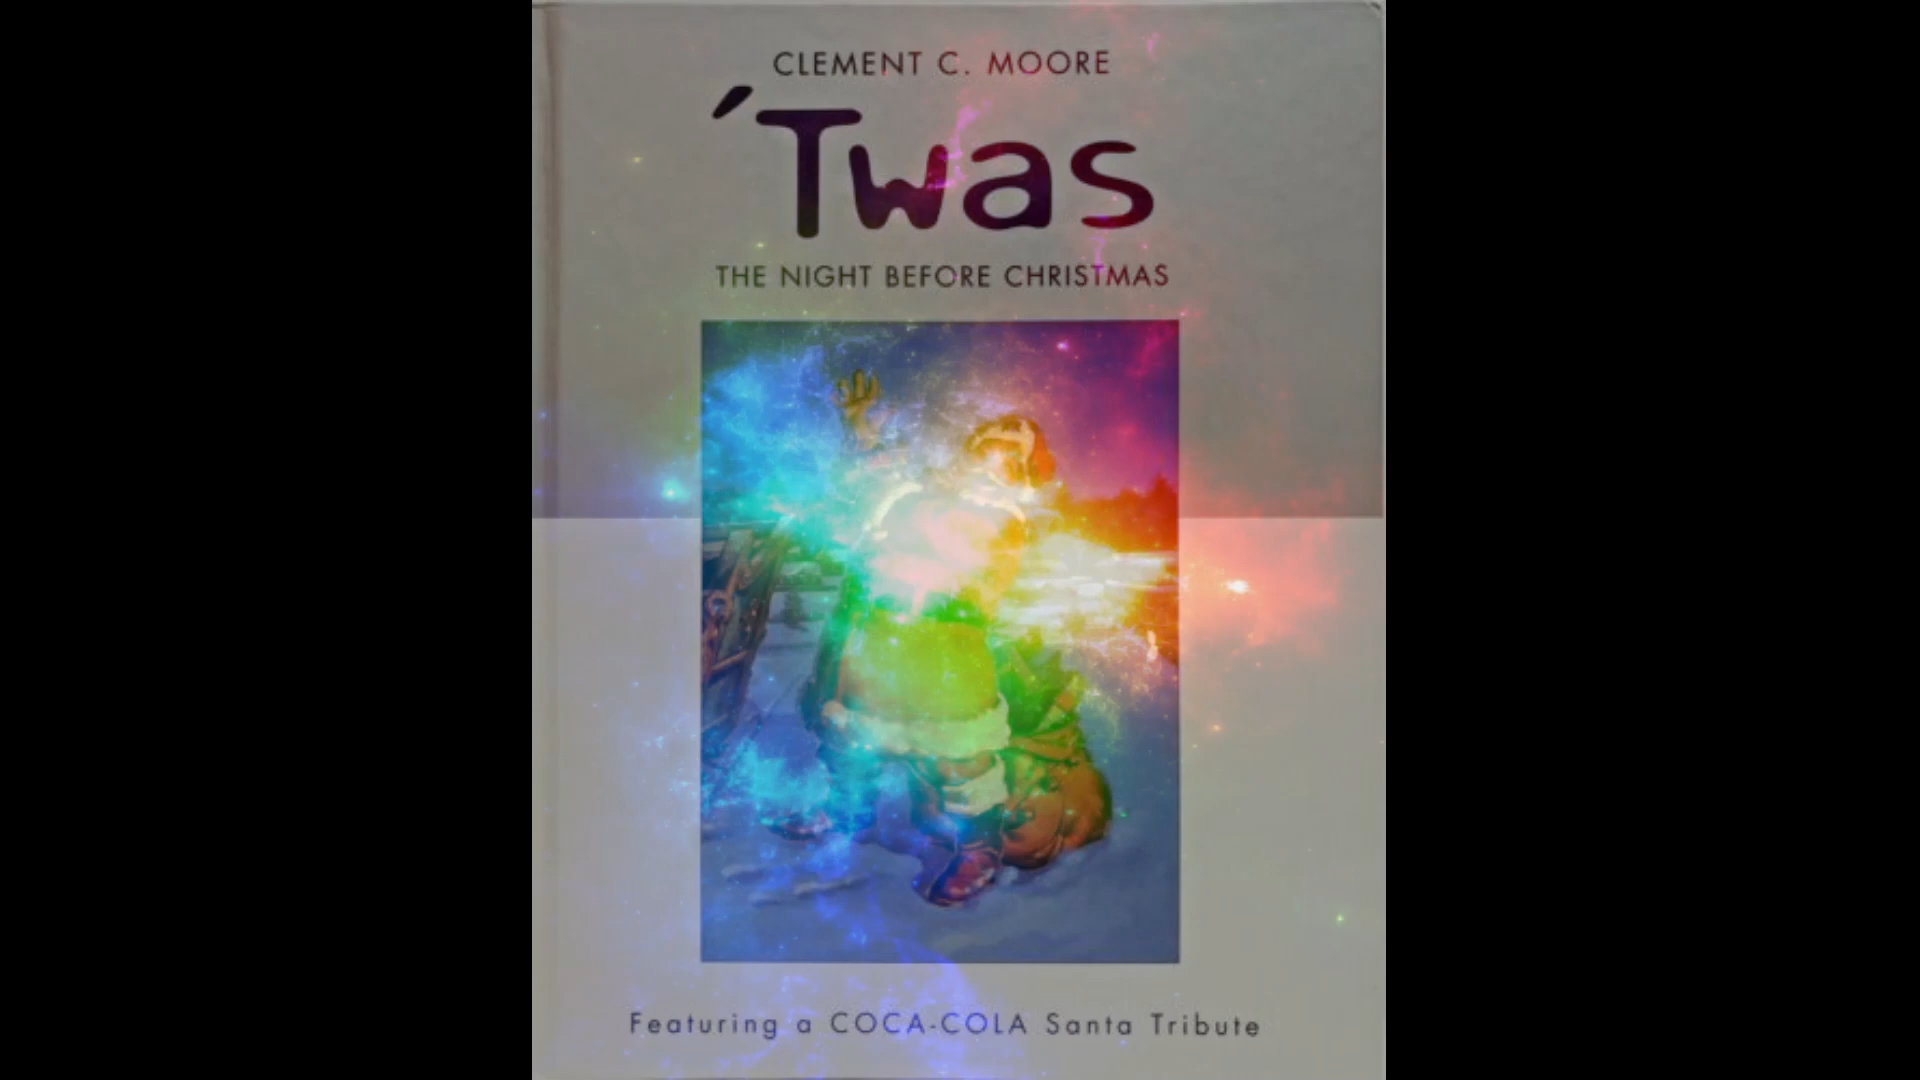 CLEMENT C. MOORE
'Twas
THE NIGHT BEFORE CHRISTMAS
Featuring a COCA-COLA Santa Tribute